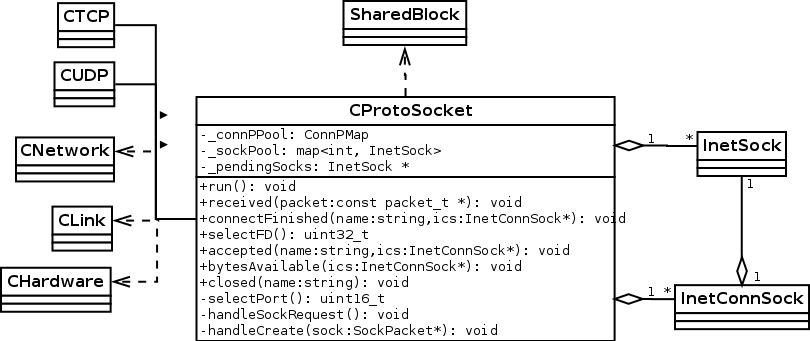 CTCP
SharedBlock
CUDP
CProtoSocket
-_connPPool: ConnPMap
-_sockPool: map<int, InetSock>
-_pendingSocks: InetSock *
+run(): void
+received(packet:const packet_t *): void
+connectFinished(name:string,ics:InetConnSock*): void
+selectFD(): uint32_t
+accepted(name:string,ics:InetConnSock*): void
+bytesAvailable(ics:InetConnSock*): void
+closed(name:string): void
-selectPort(): uint16_t
-handleSockRequest(): void
-handleCreate(sock:SockPacket*): void
CNetwork
CLink
CHardware
1
*
InetSock
1
1
1
*
InetConnSock